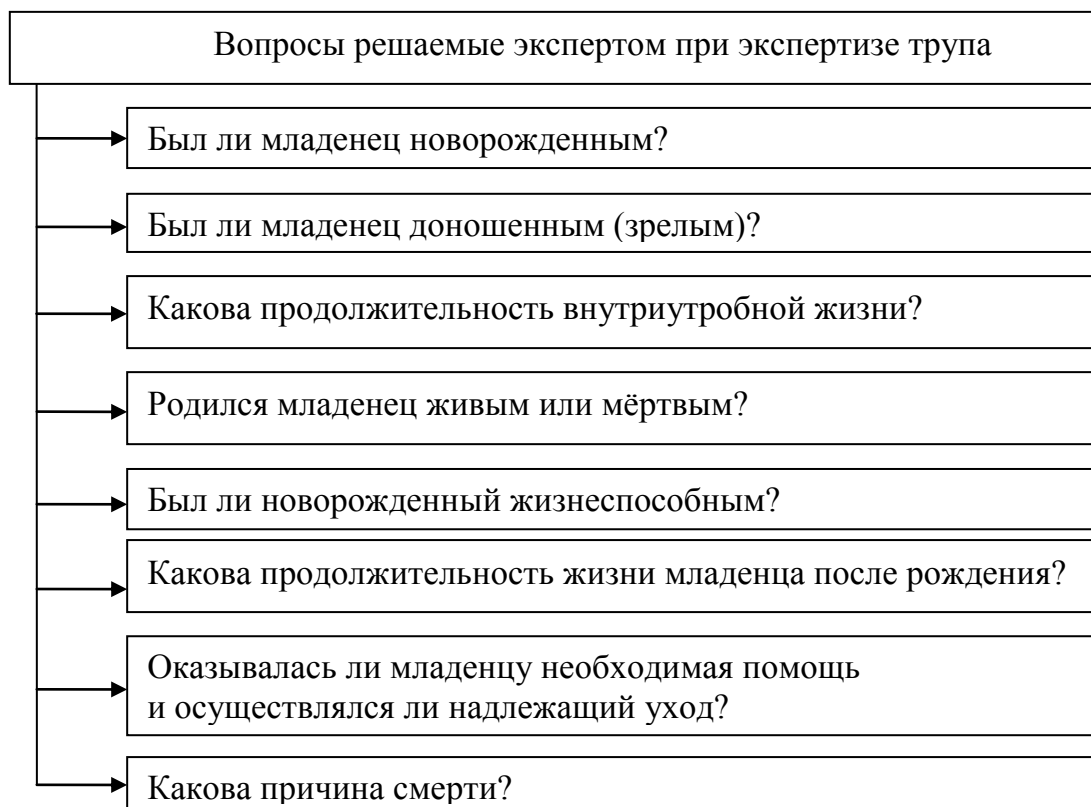 Вопросы решаемые экспертом при экспертизе трупа
Был ли младенец новорожденным?
Был ли младенец доношенным (зрелым)?
Какова продолжительность внутриутробной жизни?
Родился младенец живым или мёртвым?
Был ли новорожденный жизнеспособным?
Какова продолжительность жизни младенца после рождения?
Оказывалась ли младенцу необходимая помощь
и осуществлялся ли надлежащий уход?
Какова причина смерти?